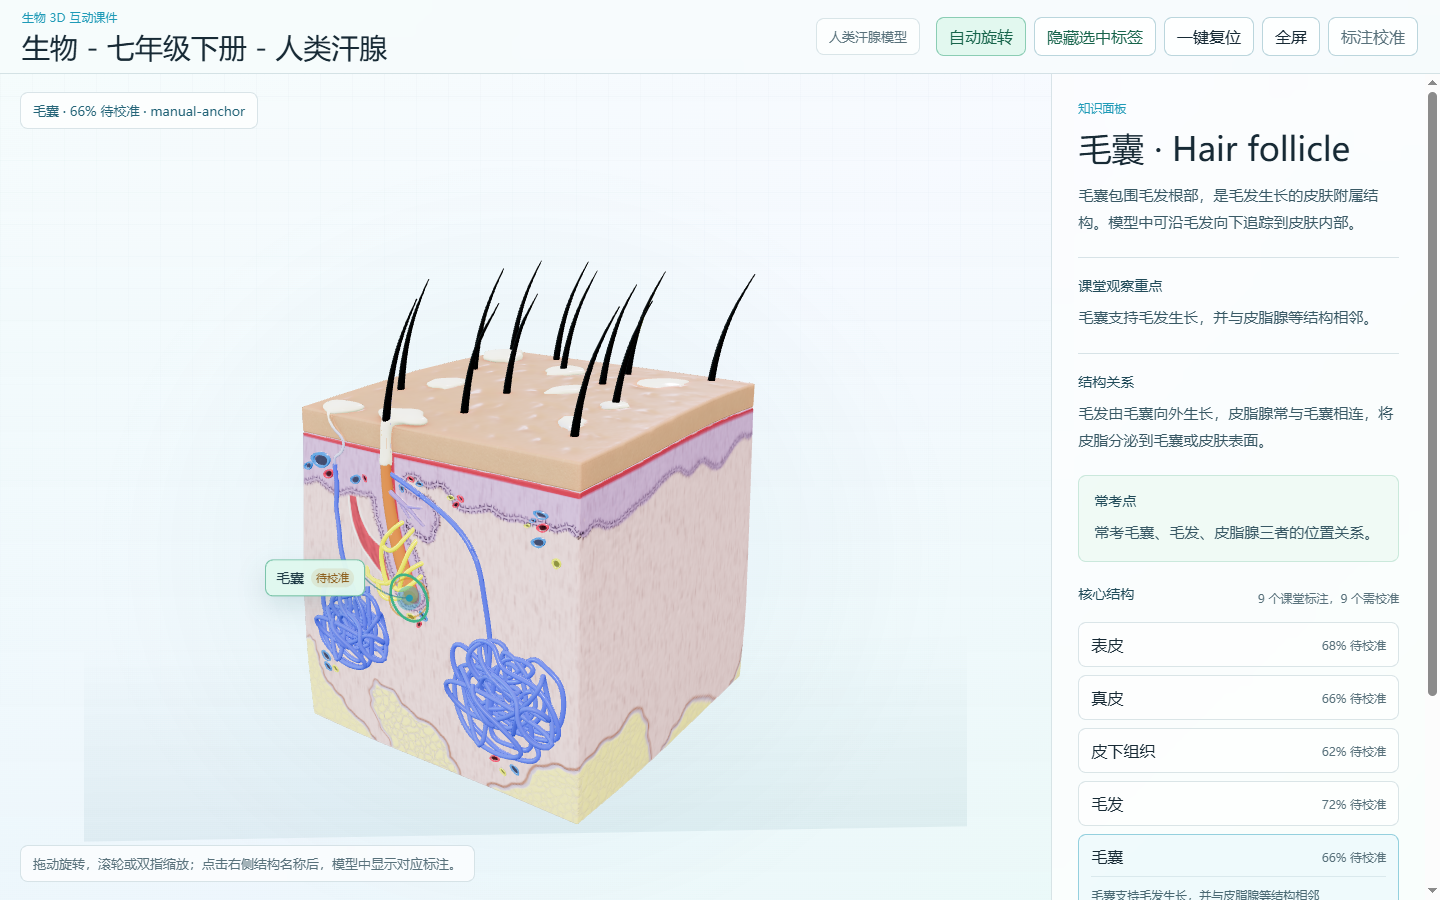 生物 3D 互动课件
生物 - 七年级下册 - 人类汗腺
人类汗腺模型
自动旋转
隐藏选中标签
一键复位
全屏
标注校准
毛囊 · 66% 待校准 · manual-anchor
毛囊 待校准
拖动旋转，滚轮或双指缩放；点击右侧结构名称后，模型中显示对应标注。
知识面板
毛囊 · Hair follicle
毛囊包围毛发根部，是毛发生长的皮肤附属结
构。模型中可沿毛发向下追踪到皮肤内部。
课堂观察重点
毛囊支持毛发生长，并与皮脂腺等结构相邻。
结构关系
毛发由毛囊向外生长，皮脂腺常与毛囊相连，将
皮脂分泌到毛囊或皮肤表面。
常考点
常考毛囊、毛发、皮脂腺三者的位置关系。
核心结构
9 个课堂标注，9 个需校准
表皮 68% 待校准
真皮 66% 待校准
皮下组织 62% 待校准
毛发 72% 待校准
毛囊 66% 待校准
毛囊支持毛发生长，并与皮脂腺等结构相邻